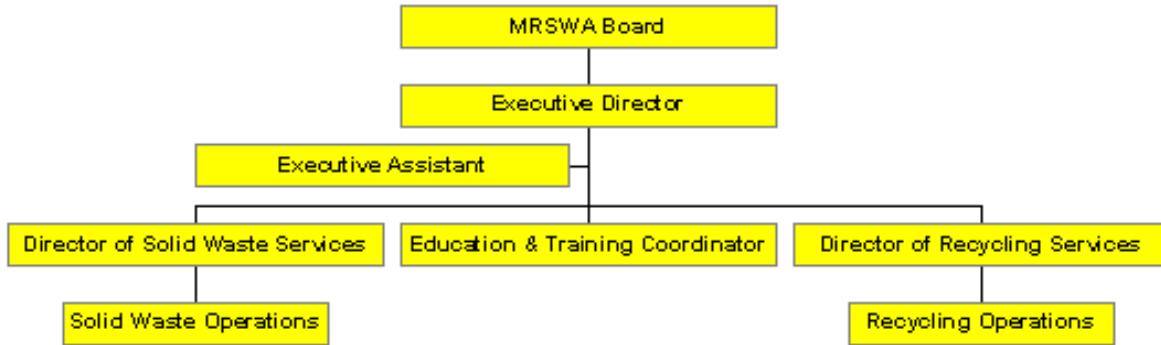 MRSWA Board
Executive Director
Executive Assistant
Director of Solid Waste Services
Education & Training Coordinator
Director of Recycling Services
Solid Waste Operations
Recycling Operations